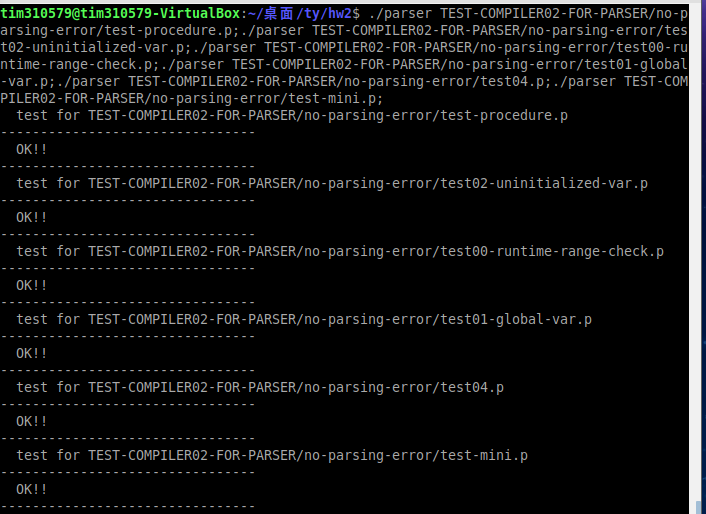 tim310579@tim310579-VirtualBox:~/桌面/ty/hw2$ ./parser TEST-COMPILER02-FOR-PARSER/no-p
arsing-error/test-procedure.p;./parser TEST-COMPILER02-FOR-PARSER/no-parsing-error/tes
t02-uninitialized-var.p;./parser TEST-COMPILER02-FOR-PARSER/no-parsing-error/test00-ru
ntime-range-check.p;./parser TEST-COMPILER02-FOR-PARSER/no-parsing-error/test01-global
-var.p;./parser TEST-COMPILER02-FOR-PARSER/no-parsing-error/test04.p;./parser TEST-COM
PILER02-FOR-PARSER/no-parsing-error/test-mini.p;
test for TEST-COMPILER02-FOR-PARSER/no-parsing-error/test-procedure.p
--------------------------------
OK!!
--------------------------------
test for TEST-COMPILER02-FOR-PARSER/no-parsing-error/test02-uninitialized-var.p
--------------------------------
OK!!
--------------------------------
test for TEST-COMPILER02-FOR-PARSER/no-parsing-error/test00-runtime-range-check.p
--------------------------------
OK!!
--------------------------------
test for TEST-COMPILER02-FOR-PARSER/no-parsing-error/test01-global-var.p
--------------------------------
OK!!
--------------------------------
test for TEST-COMPILER02-FOR-PARSER/no-parsing-error/test04.p
--------------------------------
OK!!
--------------------------------
test for TEST-COMPILER02-FOR-PARSER/no-parsing-error/test-mini.p
--------------------------------
OK!!
--------------------------------